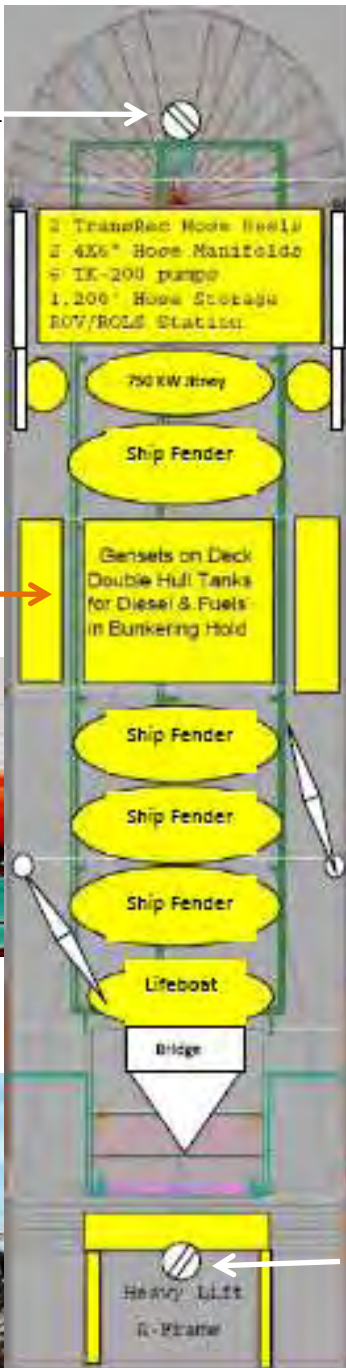 2 TransRec Hose Reels
2 4X6" Hose Manifolds
6 TK-200 pumps
1,200' Hose Storage
ROV/ROLS Station
750 KW Jitney
Ship Fender
Gensets on Deck
Double Hull Tanks
for Diesel & Fuels
in Bunkering Hold
Ship Fender
Ship Fender
Ship Fender
Lifeboat
Bridge
Heavy Lift
A-Frame